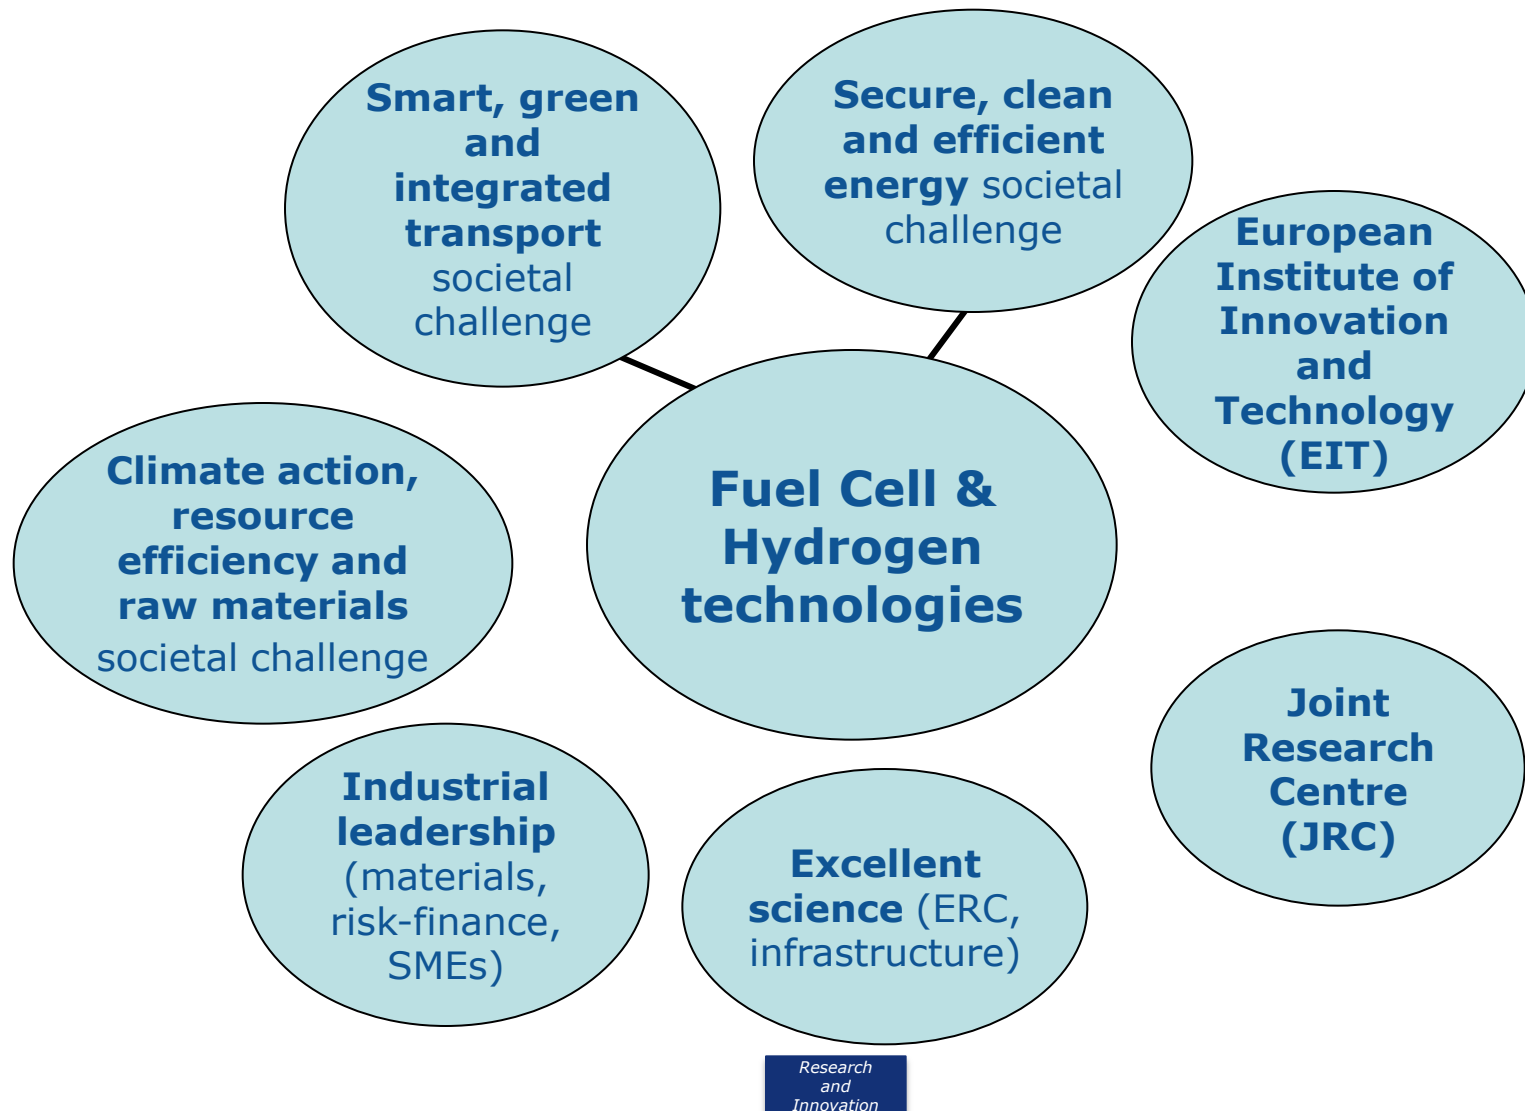 Smart, green
and
integrated
transport
societal
challenge
Secure, clean
and efficient
energy societal
challenge
European
Institute of
Innovation
and
Technology
(EIT)
Climate action,
resource
efficiency and
raw materials
societal challenge
Fuel Cell &
Hydrogen
technologies
Joint
Research
Centre
(JRC)
Industrial
leadership
(materials,
risk-finance,
SMEs)
Excellent
science (ERC,
infrastructure)
Research
and
Innovation